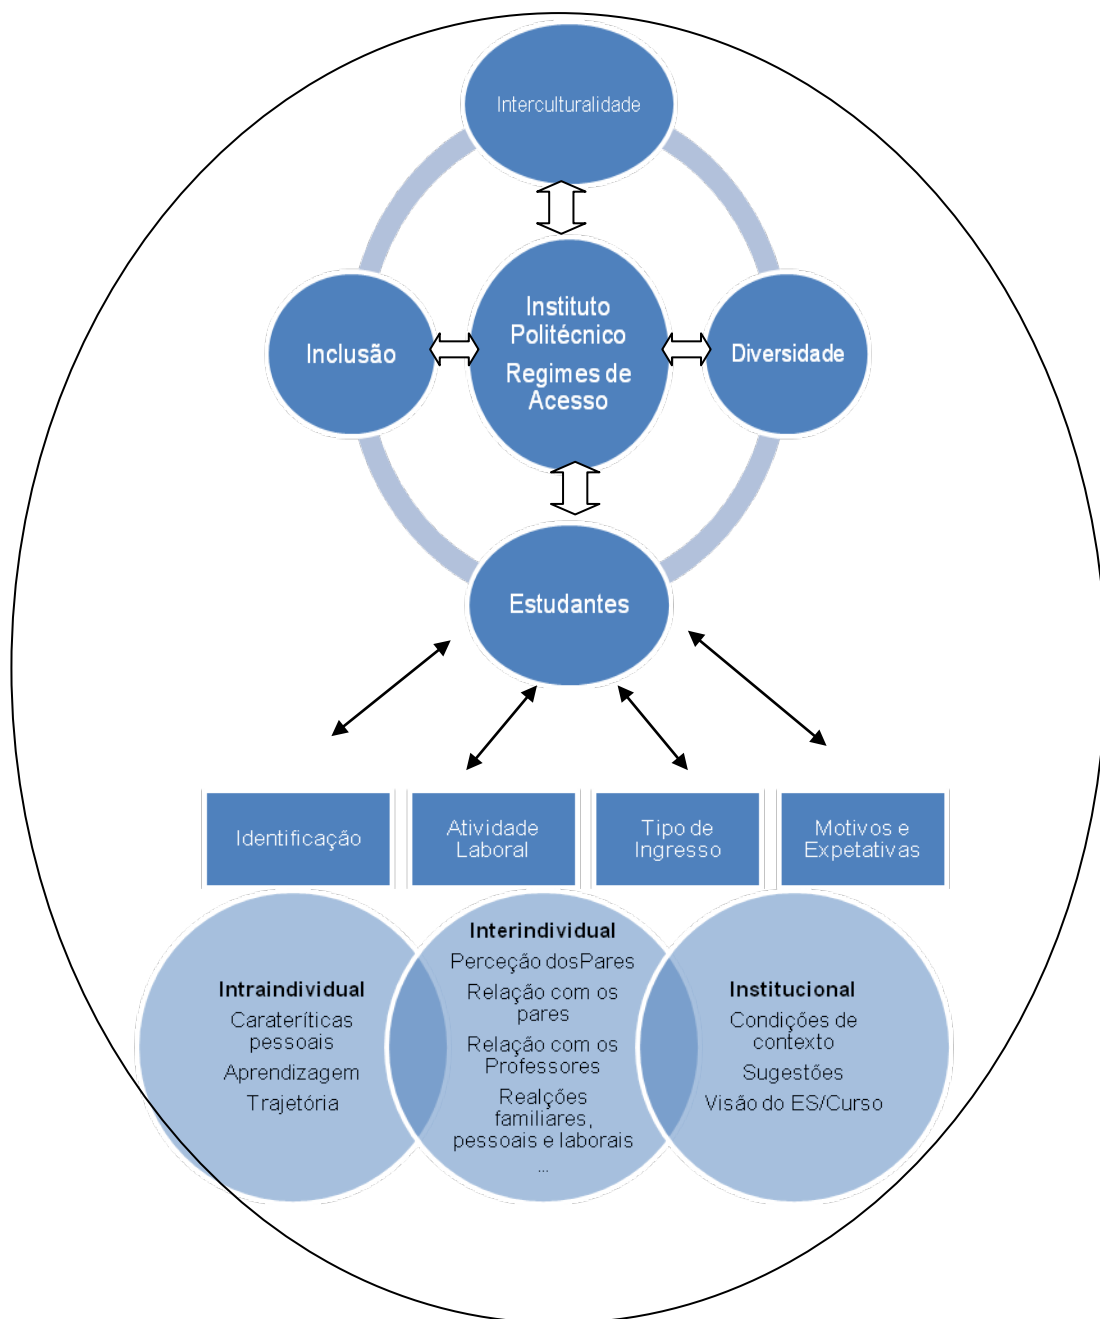 Interculturalidade
Inclusão
Instituto
Politécnico
Regimes de
Acesso
Diversidade
Estudantes
Identificação
Atividade
Laboral
Tipo de
Ingresso
Motivos e
Expetativas
Intraindividual
Carateríticas
pessoais
Aprendizagem
Trajetória
Interindividual
Perceção dosPares
Relação com os
pares
Relação com os
Professores
Realções
familiares,
pessoais e laborais
...
Institucional
Condições de
contexto
Sugestões
Visão do ES/Curso